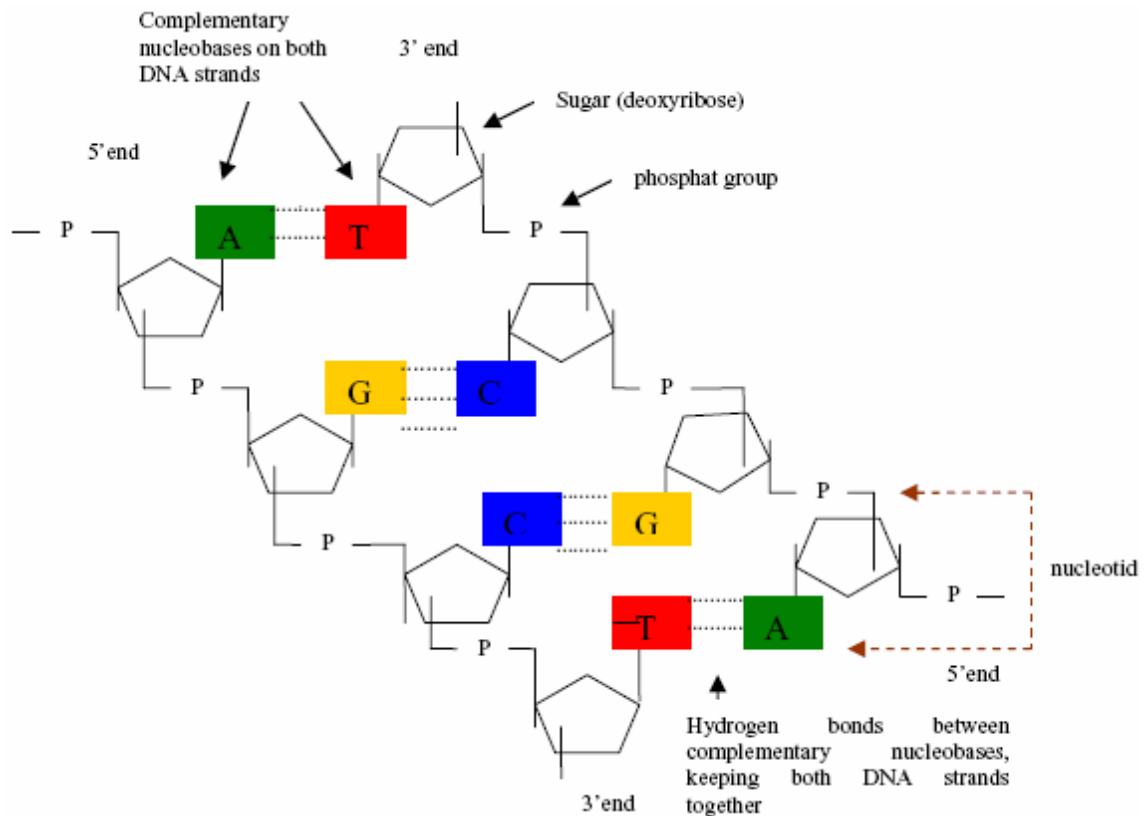 Complementary
nucleobases on both
DNA strands
3’ end
Sugar (deoxyribose)
5’end
phosphat group
P
A
T
P
P
G
C
P
P
C
G
P
nucleotid
P
T
A
P
5’end
Hydrogen bonds between
complementary nucleobases,
keeping both DNA strands
together
3’end